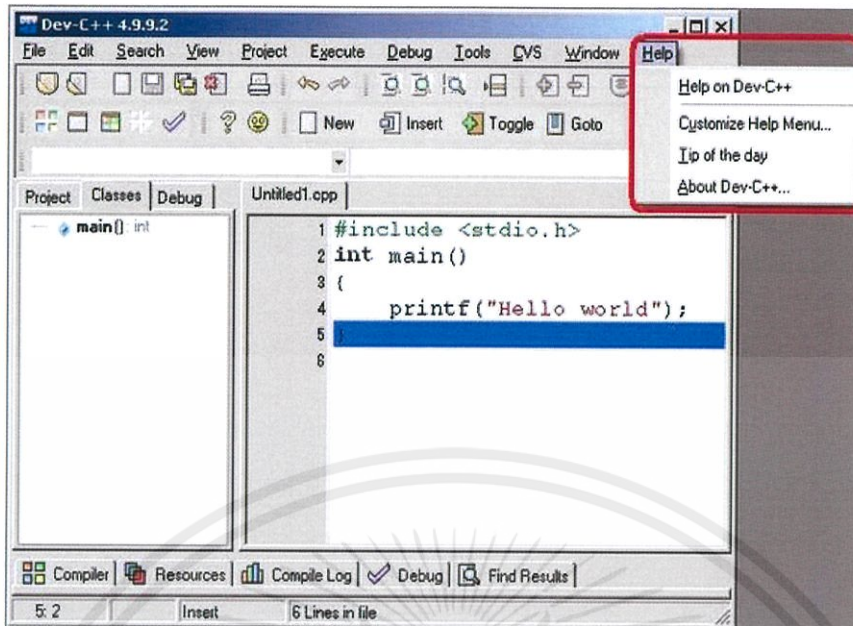 Dev-C++ 4.9.9.2
File Edit Search View Project Execute Debug Tools CVS Window Help
Help on Dev-C++
Customize Help Menu...
Tip of the day
About Dev-C++...
New Insert Toggle Goto
Project Classes Debug
main() : int
Untitled1.cpp
1 #include <stdio.h>
2 int main()
3 {
4 printf("Hello world");
5 }
6
Compiler Resources Compile Log Debug Find Results
5: 2 Insert 6 Lines in file